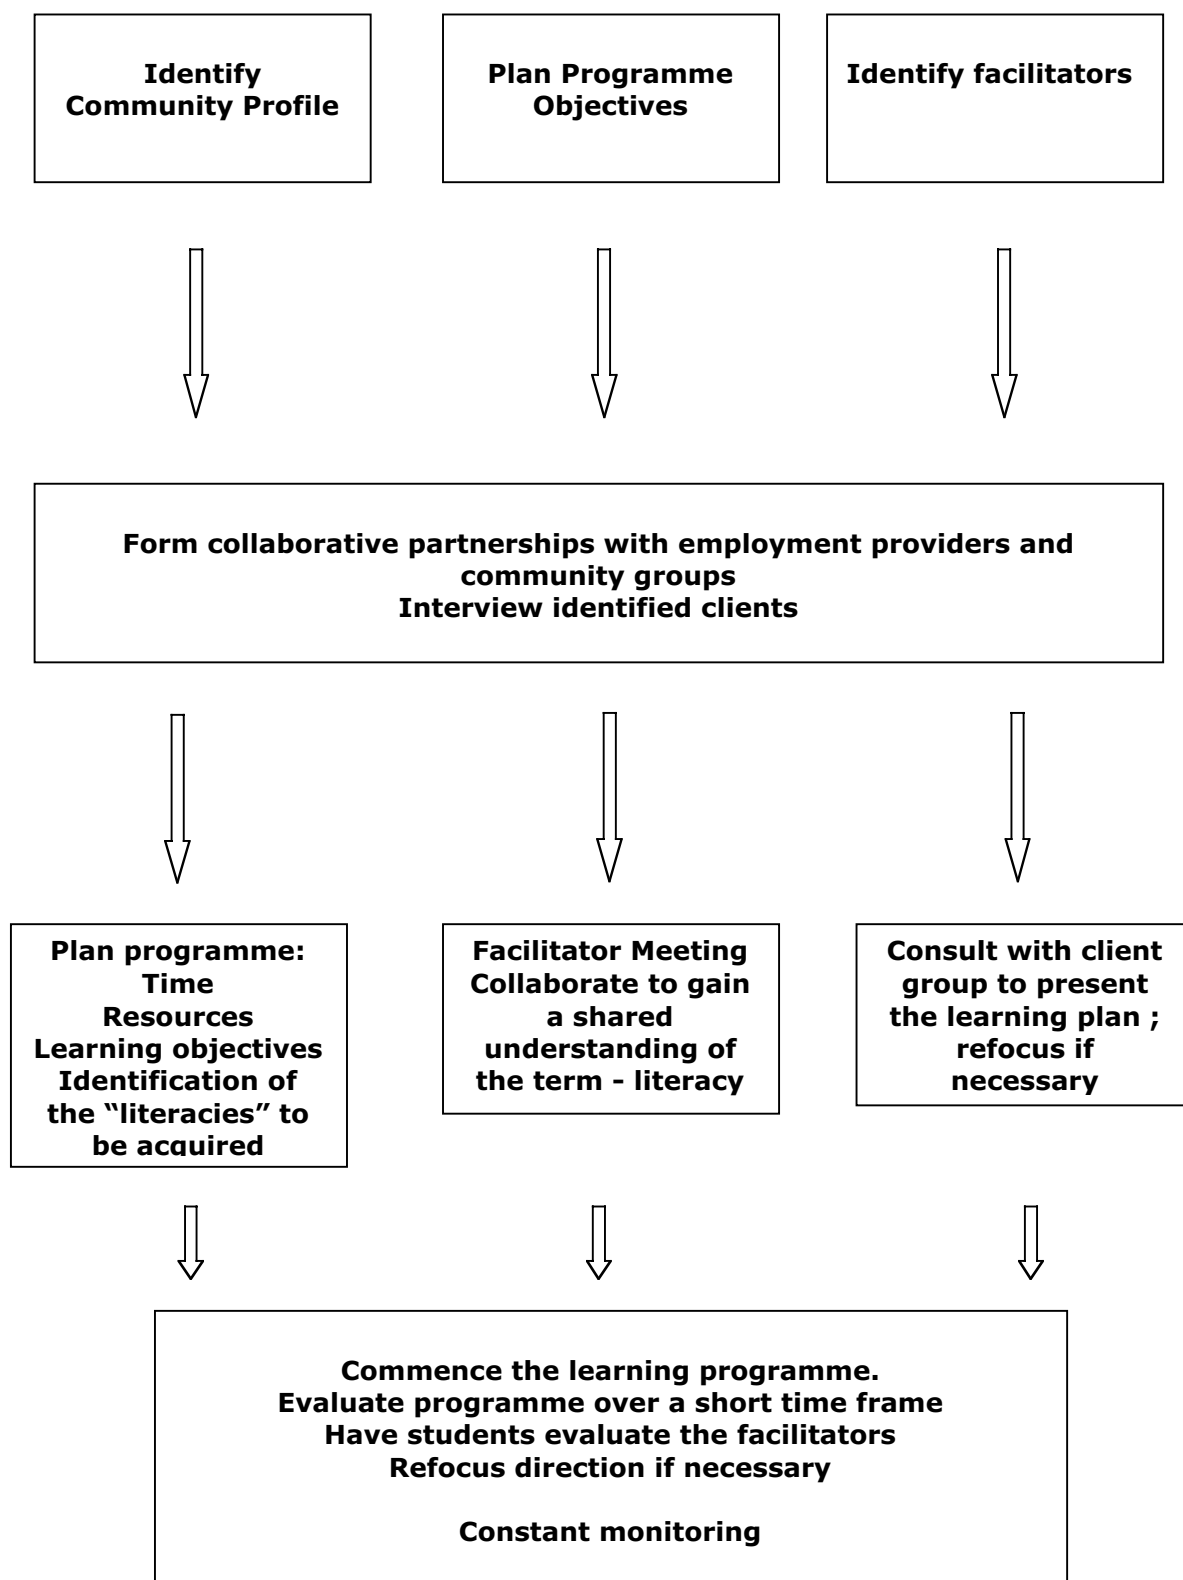 Identify
Community Profile
Plan Programme
Objectives
Identify facilitators
Form collaborative partnerships with employment providers and
community groups
Interview identified clients
Plan programme:
Time
Resources
Learning objectives
Identification of
the “literacies” to
be acquired
Facilitator Meeting
Collaborate to gain
a shared
understanding of
the term - literacy
Consult with client
group to present
the learning plan ;
refocus if
necessary
Commence the learning programme.
Evaluate programme over a short time frame
Have students evaluate the facilitators
Refocus direction if necessary
Constant monitoring